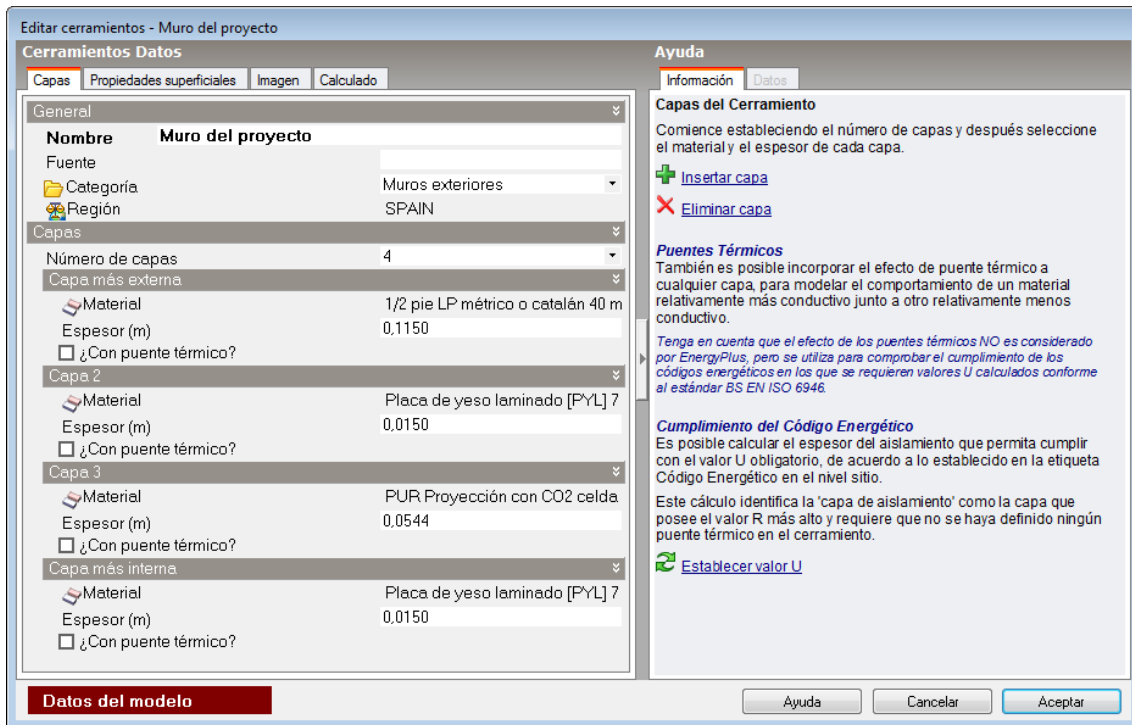 Editar cerramientos - Muro del proyecto
Cerramientos Datos
Capas
Propiedades superficiales
Imagen
Calculado
General
Nombre Muro del proyecto
Fuente
Categoría Muros exteriores
Región SPAIN
Capas
Número de capas 4
Capa más externa
Material 1/2 pie LP métrico o catalán 40 m
Espesor (m) 0,1150
¿Con puente térmico?
Capa 2
Material Placa de yeso laminado [PYL] 7
Espesor (m) 0,0150
¿Con puente térmico?
Capa 3
Material PUR Proyección con CO2 celda
Espesor (m) 0,0544
¿Con puente térmico?
Capa más interna
Material Placa de yeso laminado [PYL] 7
Espesor (m) 0,0150
¿Con puente térmico?
Datos del modelo
Ayuda
Información
Datos
Capas del Cerramiento
Comience estableciendo el número de capas y después seleccione
el material y el espesor de cada capa.
Insertar capa
Eliminar capa
Puentes Térmicos
También es posible incorporar el efecto de puente térmico a
cualquier capa, para modelar el comportamiento de un material
relativamente más conductivo junto a otro relativamente menos
conductivo.
Tenga en cuenta que el efecto de los puentes térmicos NO es considerado
por EnergyPlus, pero se utiliza para comprobar el cumplimiento de los
códigos energéticos en los que se requieren valores U calculados conforme
al estándar BS EN ISO 6946.
Cumplimiento del Código Energético
Es posible calcular el espesor del aislamiento que permita cumplir
con el valor U obligatorio, de acuerdo a lo establecido en la etiqueta
Código Energético en el nivel sitio.
Este cálculo identifica la 'capa de aislamiento' como la capa que
posee el valor R más alto y requiere que no se haya definido ningún
puente térmico en el cerramiento.
Establecer valor U
Ayuda
Cancelar
Aceptar